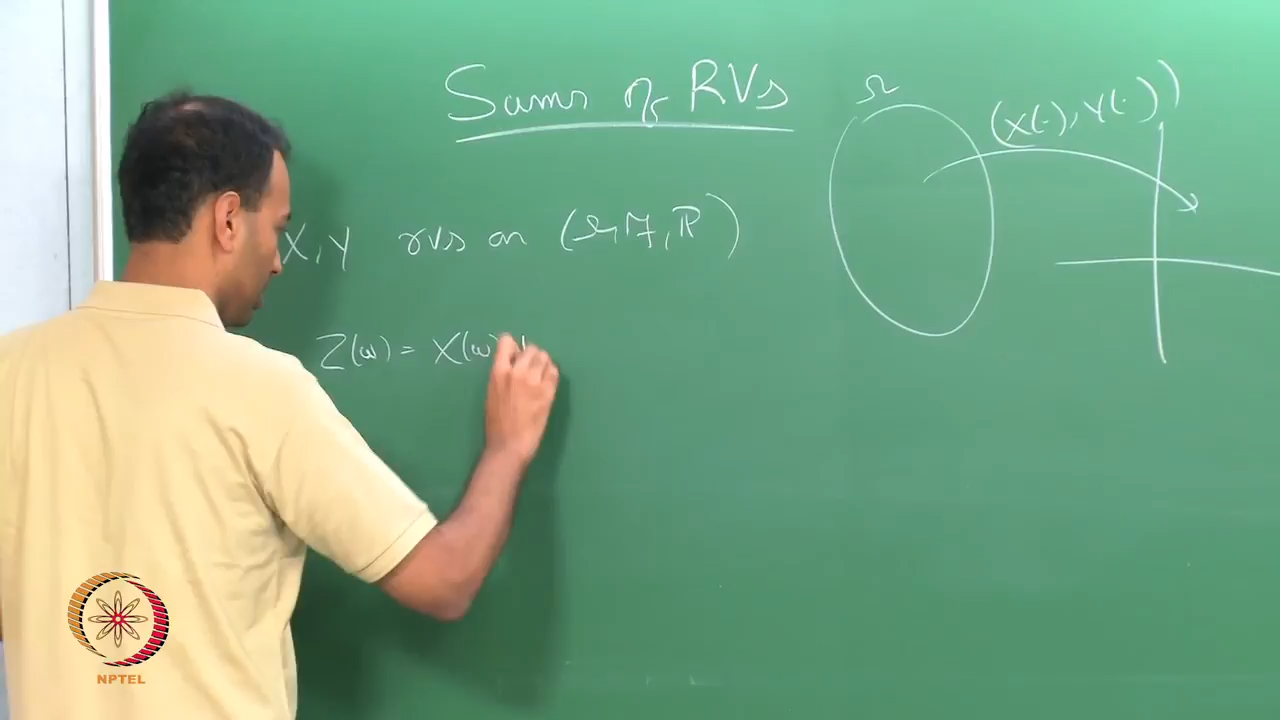 Sums of RVs
Ω
(X(·), Y(·))
X, Y rvs on (Ω, F, P)
Z(ω) = X(ω) +
NPTEL